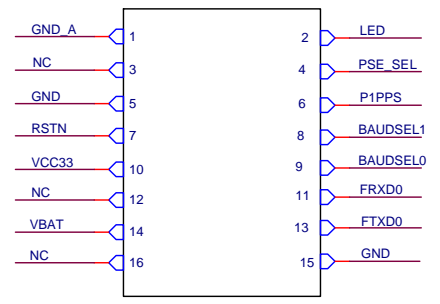 GND_A 1 2 LED
NC 3 4 PSE_SEL
GND 5 6 P1PPS
RSTN 7 8 BAUDSEL1
VCC33 10 9 BAUDSEL0
NC 12 11 FRXD0
VBAT 14 13 FTXD0
NC 16 15 GND